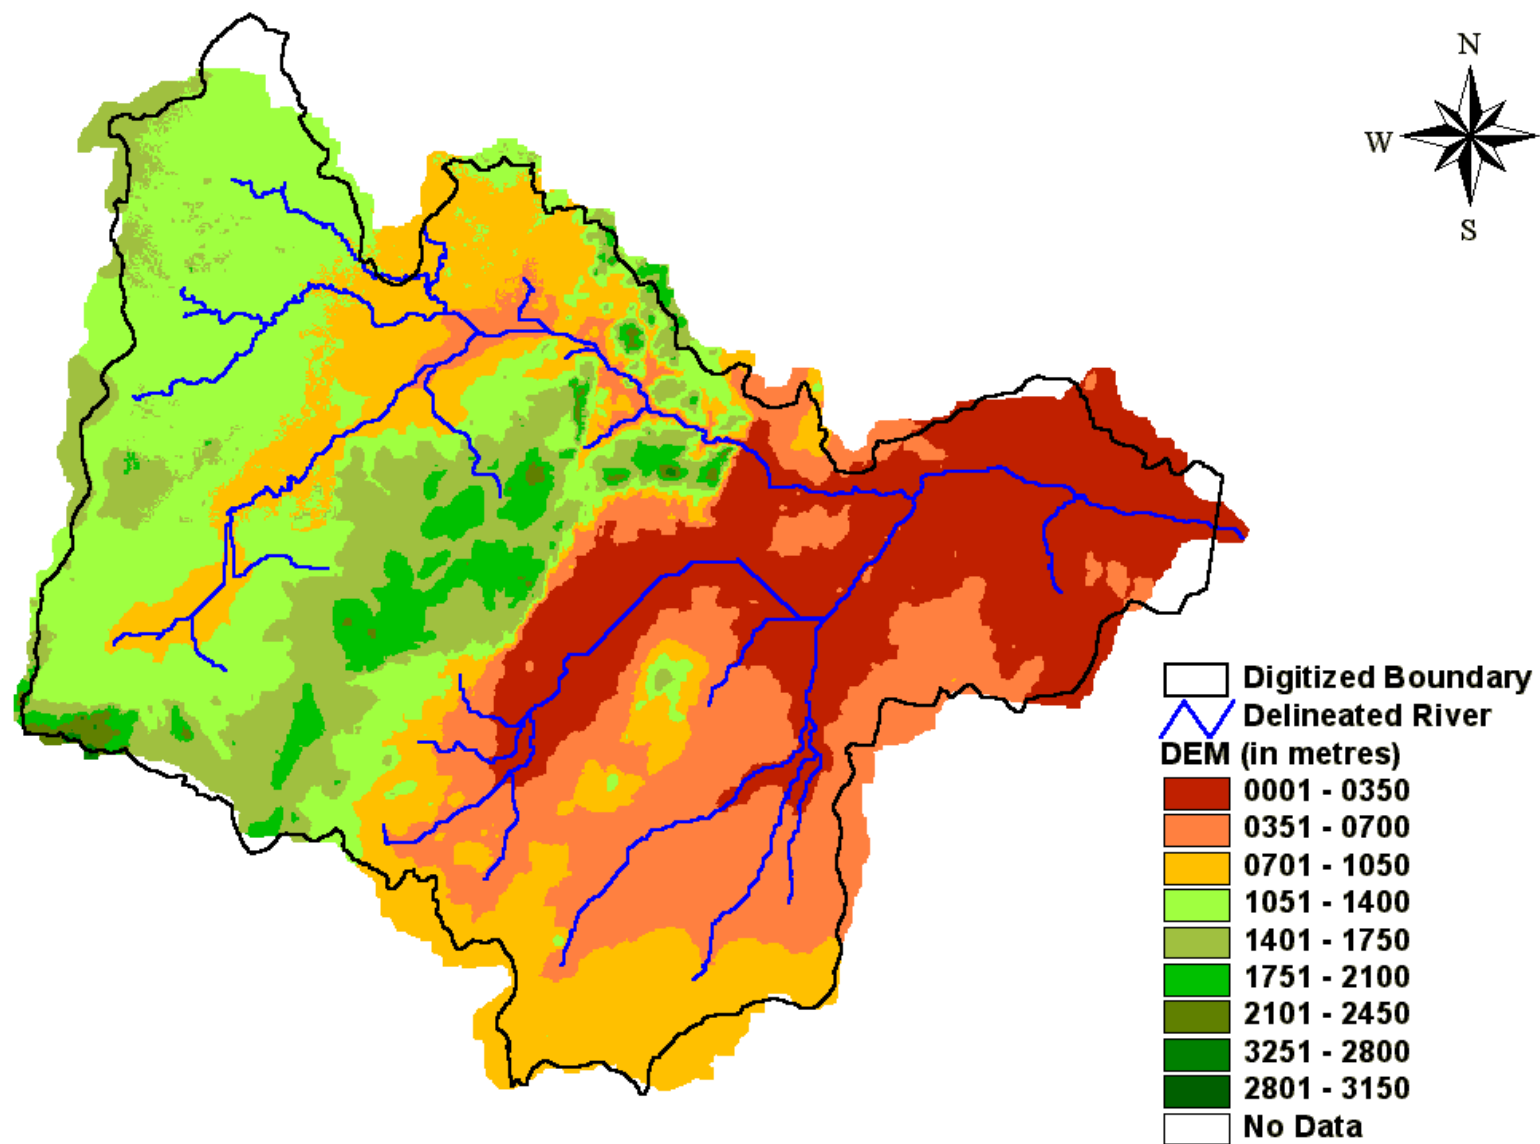 N
W
S
Digitized Boundary
Delineated River
DEM (in metres)
0001 - 0350
0351 - 0700
0701 - 1050
1051 - 1400
1401 - 1750
1751 - 2100
2101 - 2450
3251 - 2800
2801 - 3150
No Data